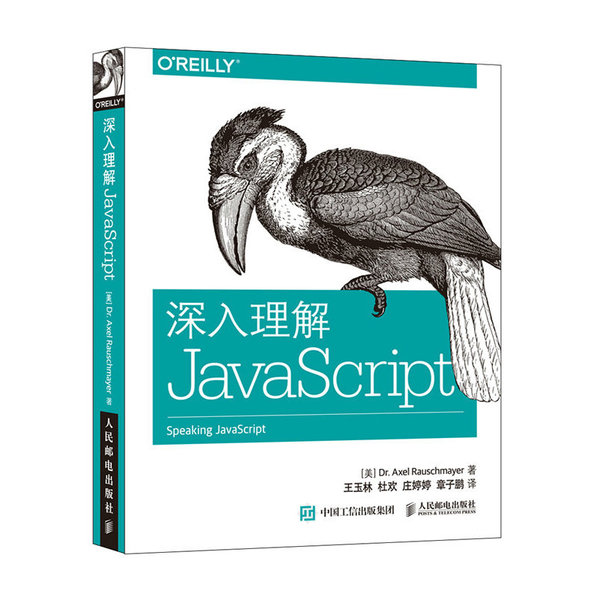 O'REILLY®
深入理解 JavaScript
[美] Dr. Axel Rauschmayer 著
人民邮电出版社
O'REILLY®
深入理解
JavaScript
Speaking JavaScript
[美] Dr. Axel Rauschmayer 著
王玉林 杜欢 庄婷婷 章子鹏 译
中国工信出版集团
人民邮电出版社
POSTS & TELECOM PRESS